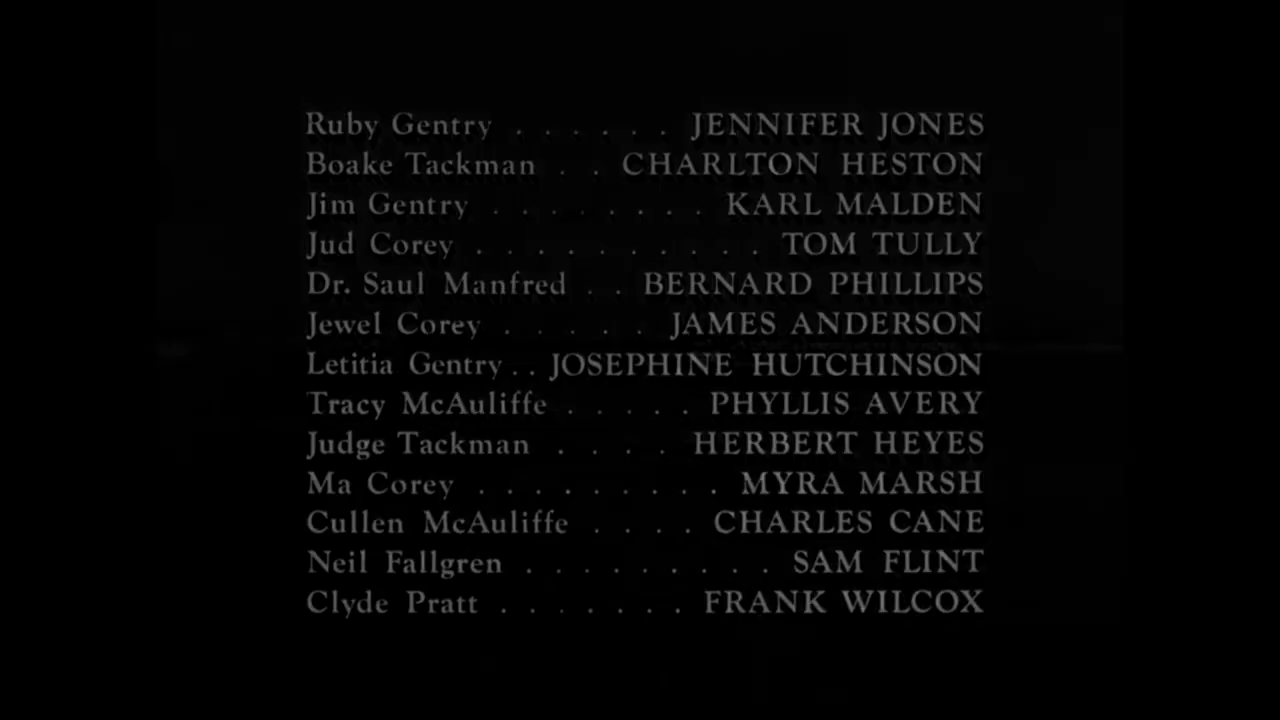 Ruby Gentry . . . . . . JENNIFER JONES
Boake Tackman . . CHARLTON HESTON
Jim Gentry . . . . . . . . KARL MALDEN
Jud Corey . . . . . . . . . . . TOM TULLY
Dr. Saul Manfred . . BERNARD PHILLIPS
Jewel Corey . . . . . JAMES ANDERSON
Letitia Gentry . . JOSEPHINE HUTCHINSON
Tracy McAuliffe . . . . . PHYLLIS AVERY
Judge Tackman . . . . HERBERT HEYES
Ma Corey . . . . . . . . . MYRA MARSH
Cullen McAuliffe . . . . CHARLES CANE
Neil Fallgren . . . . . . . . . SAM FLINT
Clyde Pratt . . . . . . . FRANK WILCOX